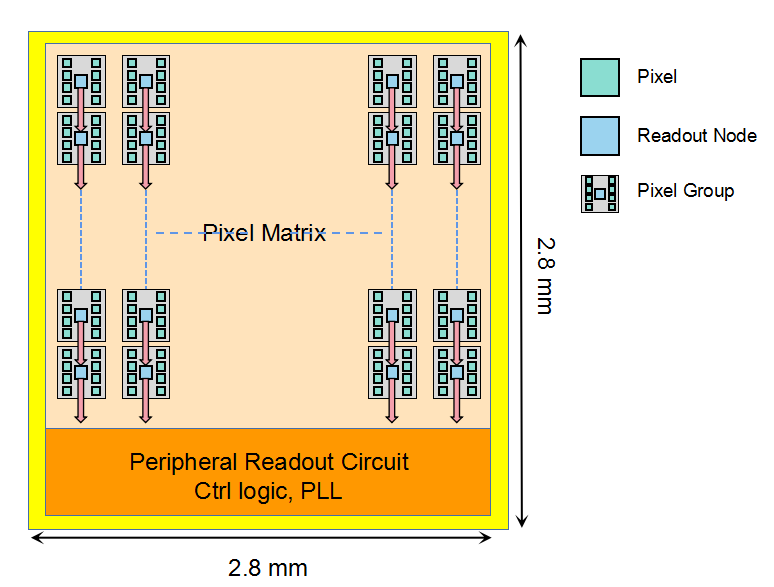 Pixel
Readout Node
Pixel Group
Pixel Matrix
2.8 mm
Peripheral Readout Circuit
Ctrl logic, PLL
2.8 mm